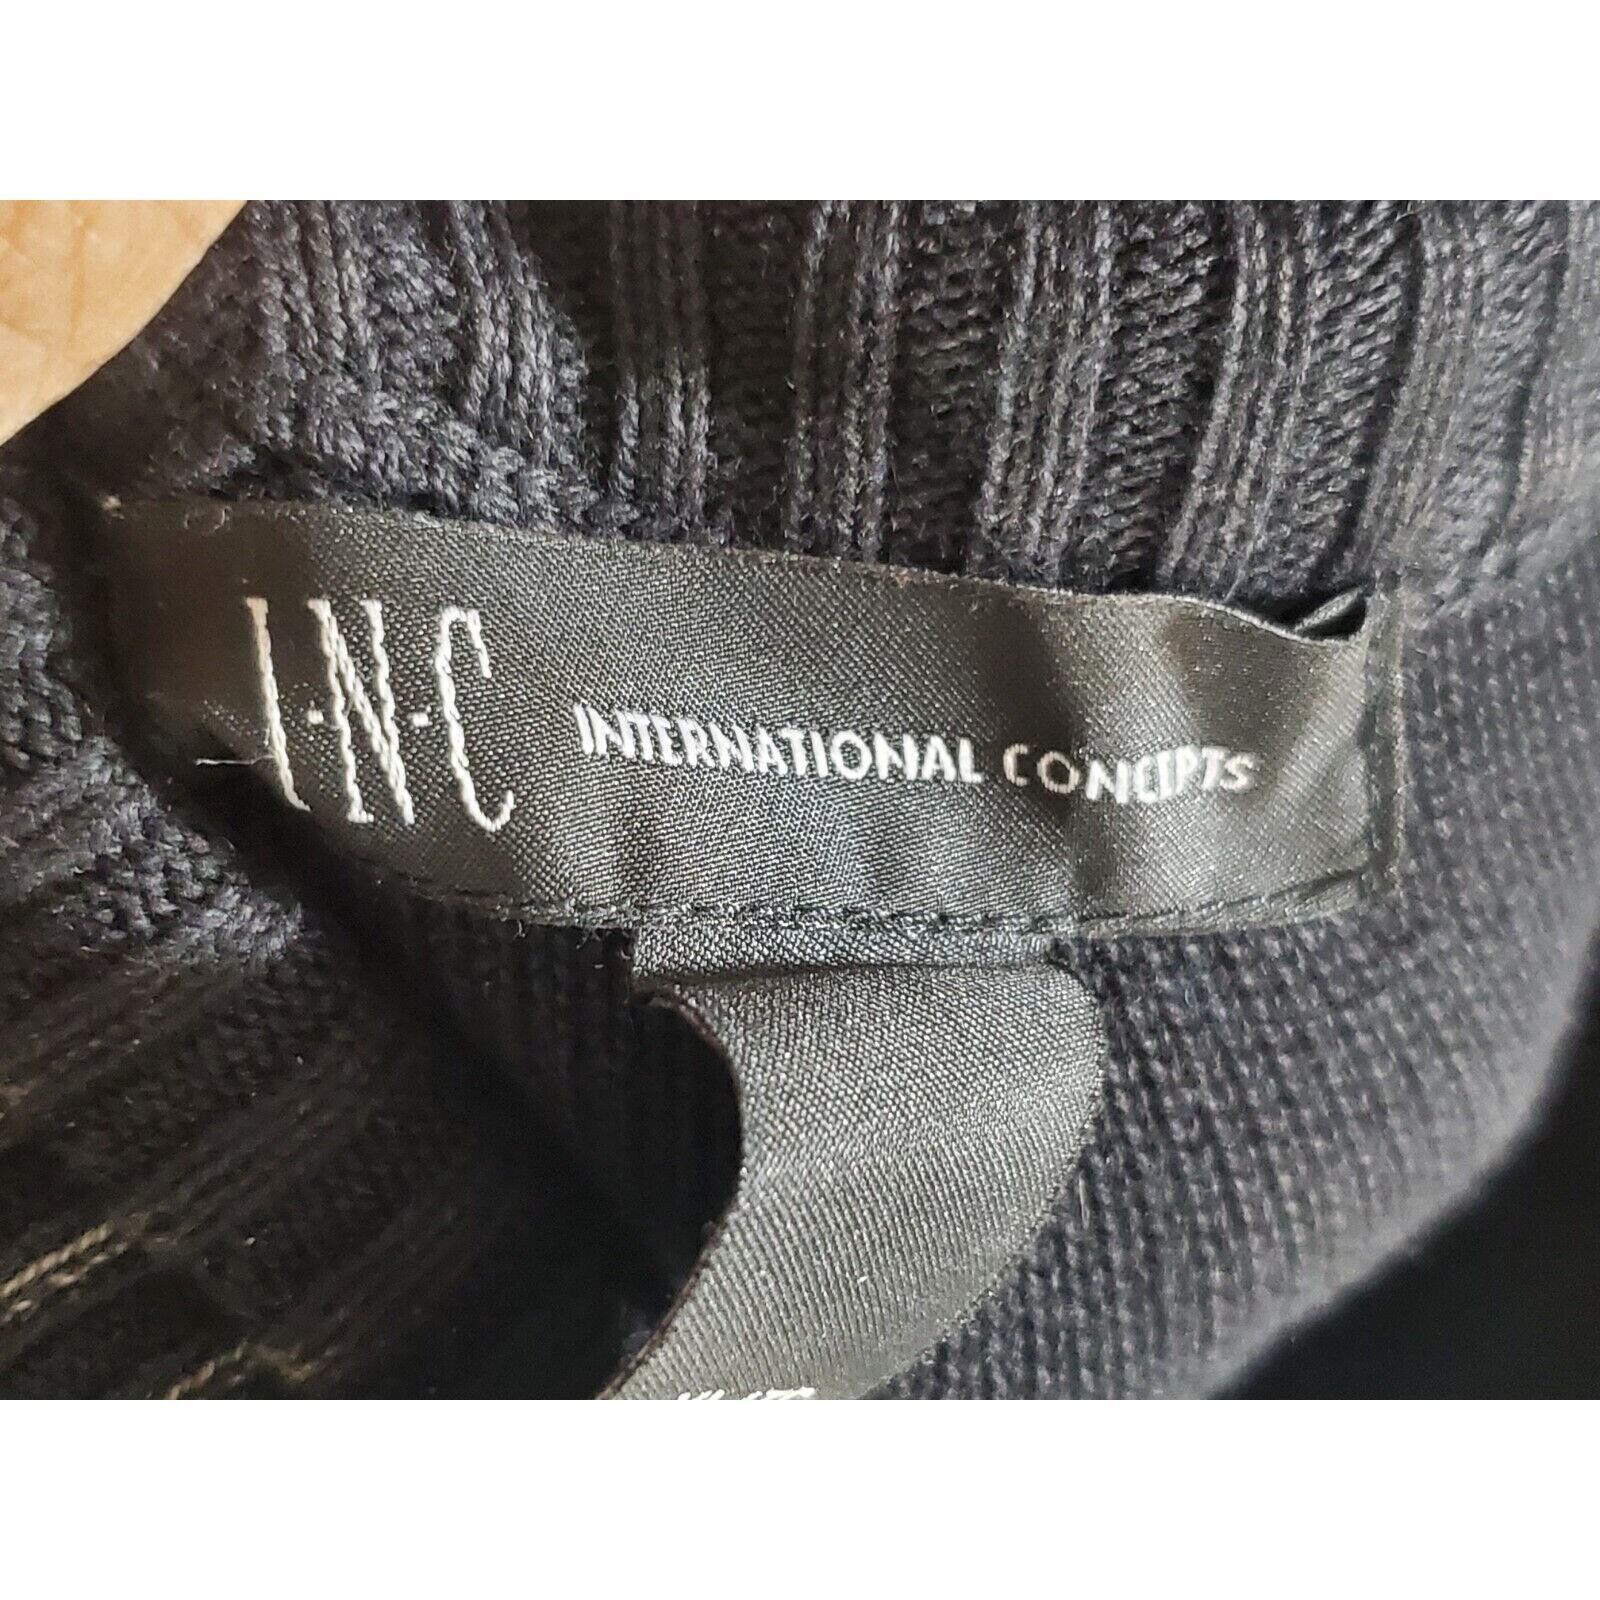 I·N·C INTERNATIONAL CONCEPTS